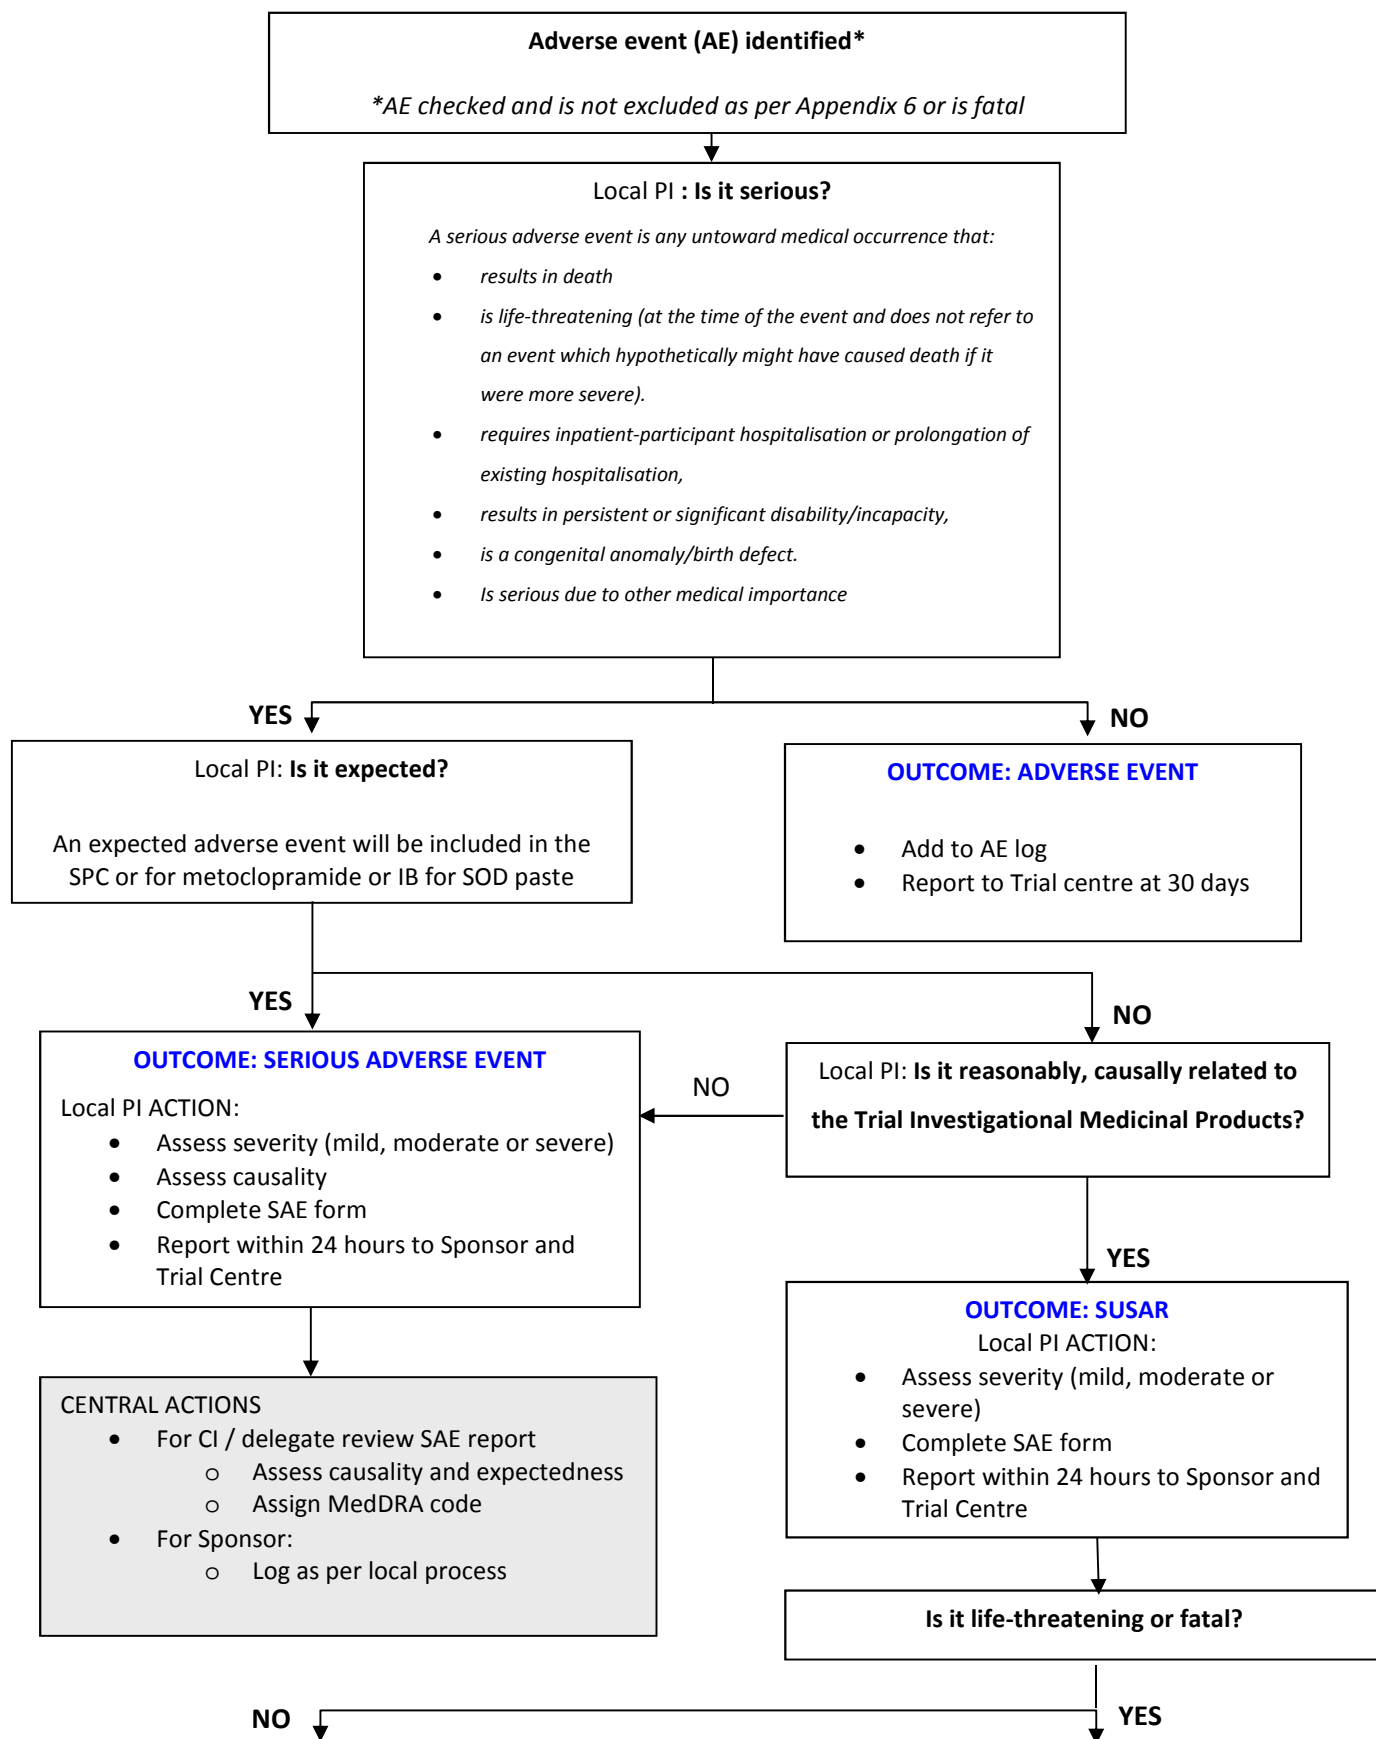 Adverse event (AE) identified*
*AE checked and is not excluded as per Appendix 6 or is fatal
Local PI : Is it serious?
A serious adverse event is any untoward medical occurrence that:
• results in death
• is life-threatening (at the time of the event and does not refer to
an event which hypothetically might have caused death if it
were more severe).
• requires inpatient-participant hospitalisation or prolongation of
existing hospitalisation,
• results in persistent or significant disability/incapacity,
• is a congenital anomaly/birth defect.
• Is serious due to other medical importance
YES
NO
Local PI: Is it expected?
An expected adverse event will be included in the
SPC or for metoclopramide or IB for SOD paste
OUTCOME: ADVERSE EVENT
• Add to AE log
• Report to Trial centre at 30 days
YES
NO
OUTCOME: SERIOUS ADVERSE EVENT
Local PI ACTION:
• Assess severity (mild, moderate or severe)
• Assess causality
• Complete SAE form
• Report within 24 hours to Sponsor and
Trial Centre
NO
Local PI: Is it reasonably, causally related to
the Trial Investigational Medicinal Products?
YES
OUTCOME: SUSAR
Local PI ACTION:
• Assess severity (mild, moderate or
severe)
• Complete SAE form
• Report within 24 hours to Sponsor and
Trial Centre
CENTRAL ACTIONS
• For CI / delegate review SAE report
o Assess causality and expectedness
o Assign MedDRA code
• For Sponsor:
o Log as per local process
Is it life-threatening or fatal?
NO
YES